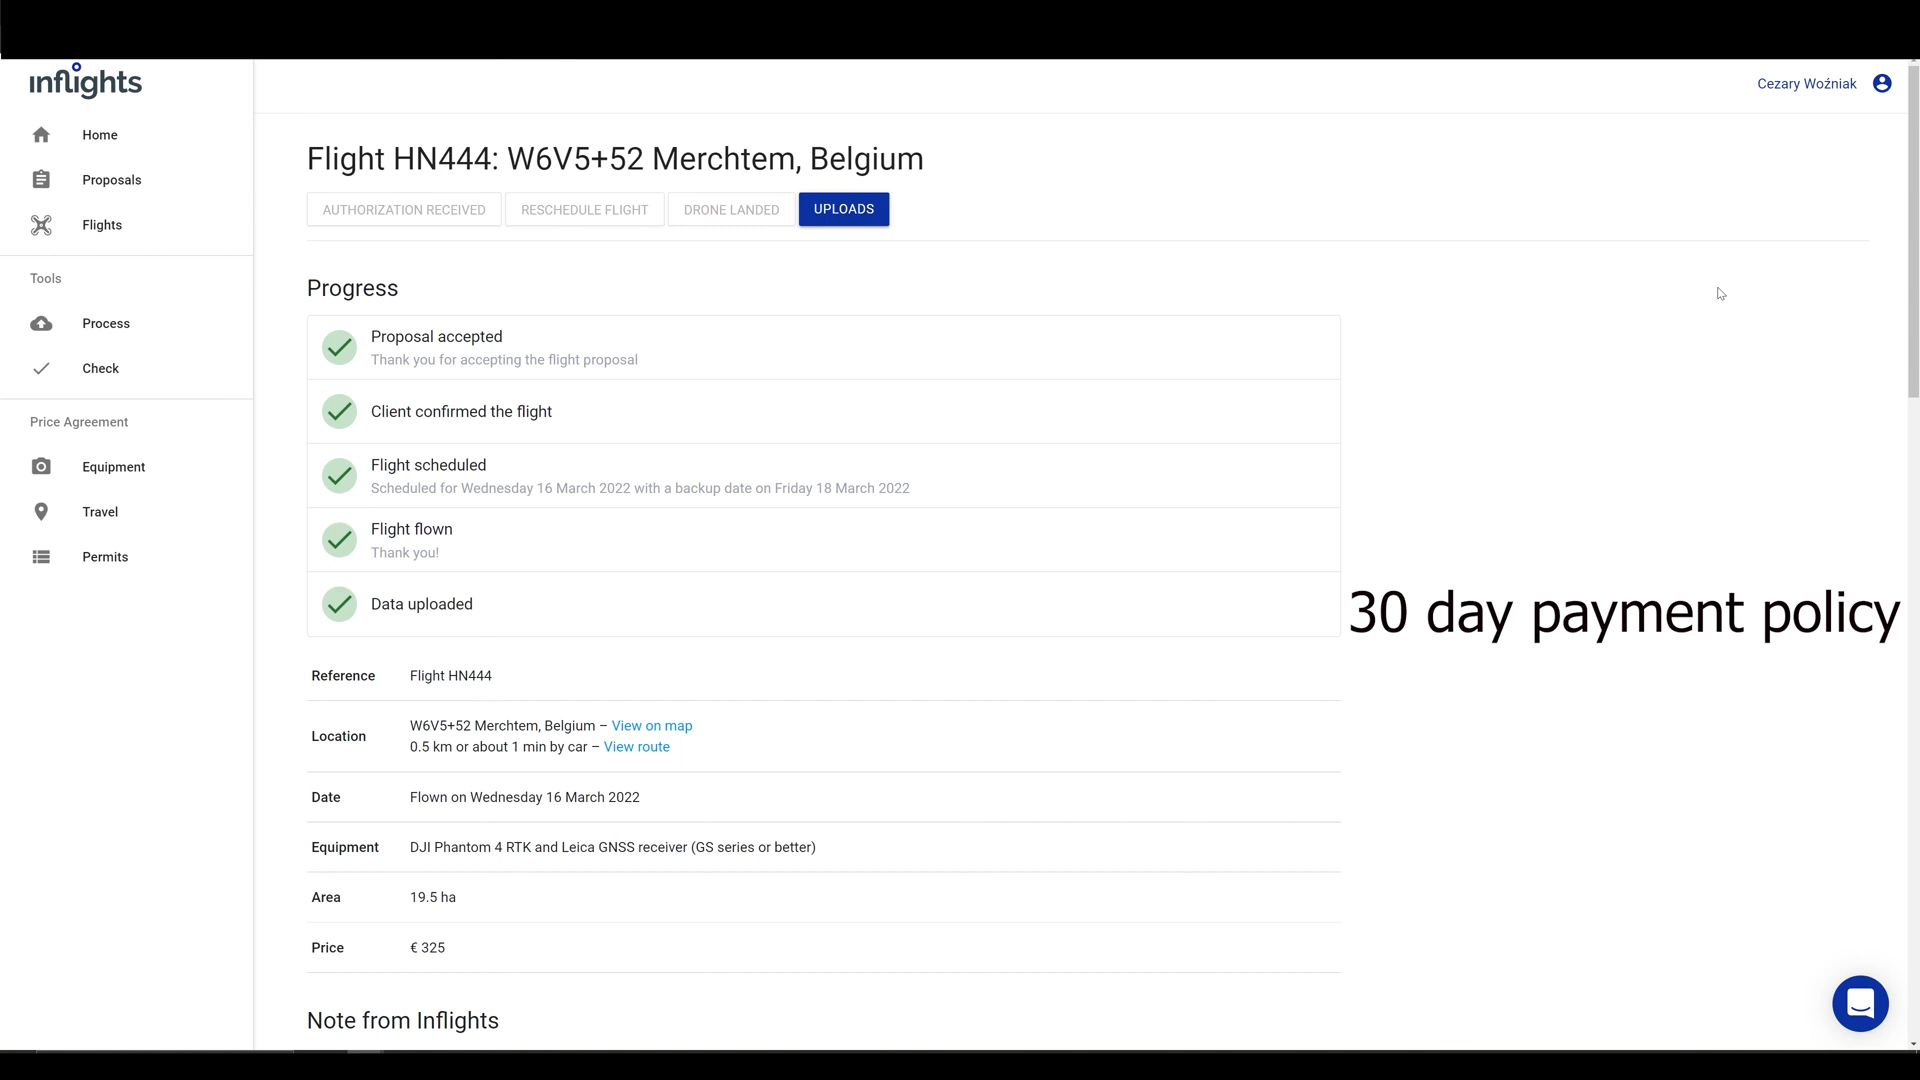 inflights
Cezary Woźniak
Home
Proposals
Flights
Tools
Process
Check
Price Agreement
Equipment
Travel
Permits
Flight HN444: W6V5+52 Merchtem, Belgium
AUTHORIZATION RECEIVED
RESCHEDULE FLIGHT
DRONE LANDED
UPLOADS
Progress
Proposal accepted
Thank you for accepting the flight proposal
Client confirmed the flight
Flight scheduled
Scheduled for Wednesday 16 March 2022 with a backup date on Friday 18 March 2022
Flight flown
Thank you!
Data uploaded
30 day payment policy
Reference Flight HN444
Location W6V5+52 Merchtem, Belgium – View on map
0.5 km or about 1 min by car – View route
Date Flown on Wednesday 16 March 2022
Equipment DJI Phantom 4 RTK and Leica GNSS receiver (GS series or better)
Area 19.5 ha
Price € 325
Note from Inflights